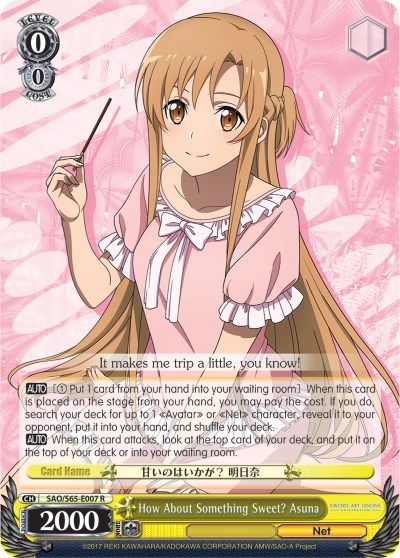 LEVEL
0
0
COST
It makes me trip a little, you know!
AUTO [① Put 1 card from your hand into your waiting room] When this card
is placed on the stage from your hand, you may pay the cost. If you do,
search your deck for up to 1 <Avatar> or <Net> character, reveal it to your
opponent, put it into your hand, and shuffle your deck.
AUTO When this card attacks, look at the top card of your deck, and put it on
the top of your deck or into your waiting room.
Card Name 甘いのはいかが? 明日奈
CH SAO/S65-E007 R
How About Something Sweet? Asuna
SWORD ART ONLINE
POWER 2000 SOUL
Net
©2017 REKI KAWAHARA/KADOKAWA CORPORATION AMW/SAO-A Project